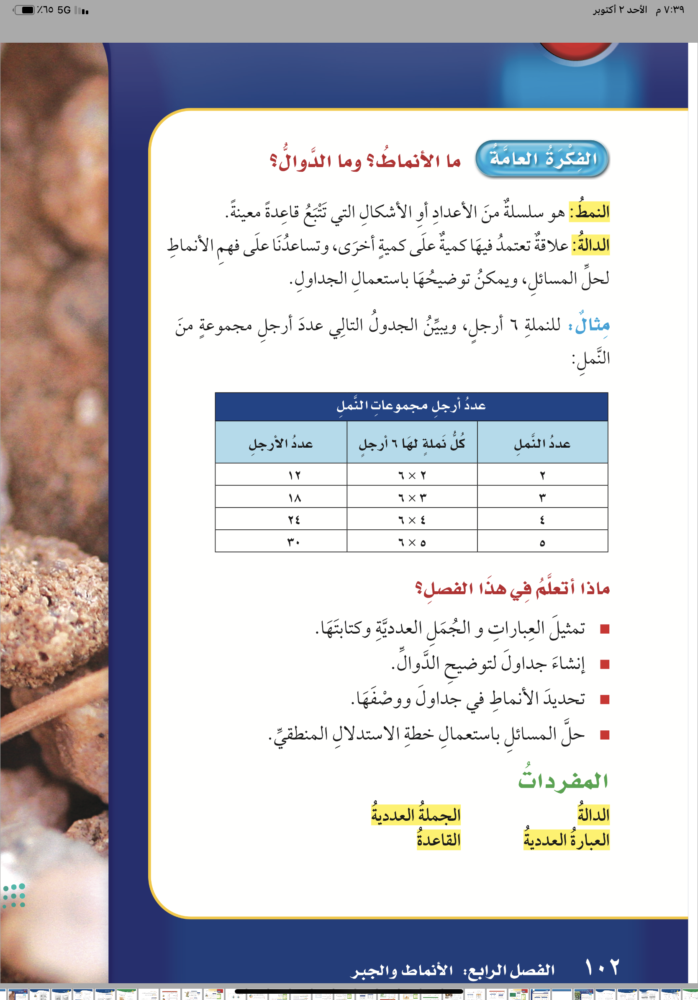 ٧:٣٩ م الأحد ٢ أكتوبر
٦٥٪ 5G
الفِكْرَةُ العامَّةُ ما الأنماطُ؟ وما الدَّوالُّ؟
النمطُ: هو سلسلةٌ منَ الأعدادِ أوِ الأشكالِ التي تَتْبَعُ قاعِدةً معينةً.
الدالةُ: علاقةٌ تعتمدُ فيهَا كميةٌ علَى كميةٍ أخرَى، وتساعدُنَا علَى فهمِ الأنماطِ
لحلِّ المسائلِ، ويمكنُ توضيحُهَا باستعمالِ الجداولِ.
مِثالٌ: للنملةِ ٦ أرجلٍ، ويبيِّنُ الجدولُ التالِي عددَ أرجلِ مجموعةٍ منَ
النَّملِ:
عددُ أرجلِ مجموعاتِ النَّملِ
عددُ النَّملِ كُلُّ نَملةٍ لهَا ٦ أرجلٍ عددُ الأرجلِ
٢ ٢ × ٦ ١٢
٣ ٣ × ٦ ١٨
٤ ٤ × ٦ ٢٤
٥ ٥ × ٦ ٣٠
ماذا أتعلَّمُ فِي هذَا الفصلِ؟
تمثيلَ العِباراتِ و الجُمَلِ العدديَّةِ وكتابتَهَا.
إنشاءَ جداولَ لتوضيحِ الدَّوالِّ.
تحديدَ الأنماطِ في جداولَ ووصْفَهَا.
حلَّ المسائلِ باستعمالِ خطةِ الاستدلالِ المنطقيِّ.
المفرداتُ
الدالةُ الجملةُ العدديةُ
العبارةُ العدديةُ القاعدةُ
١٠٢ الفصل الرابع: الأنماط والجبر